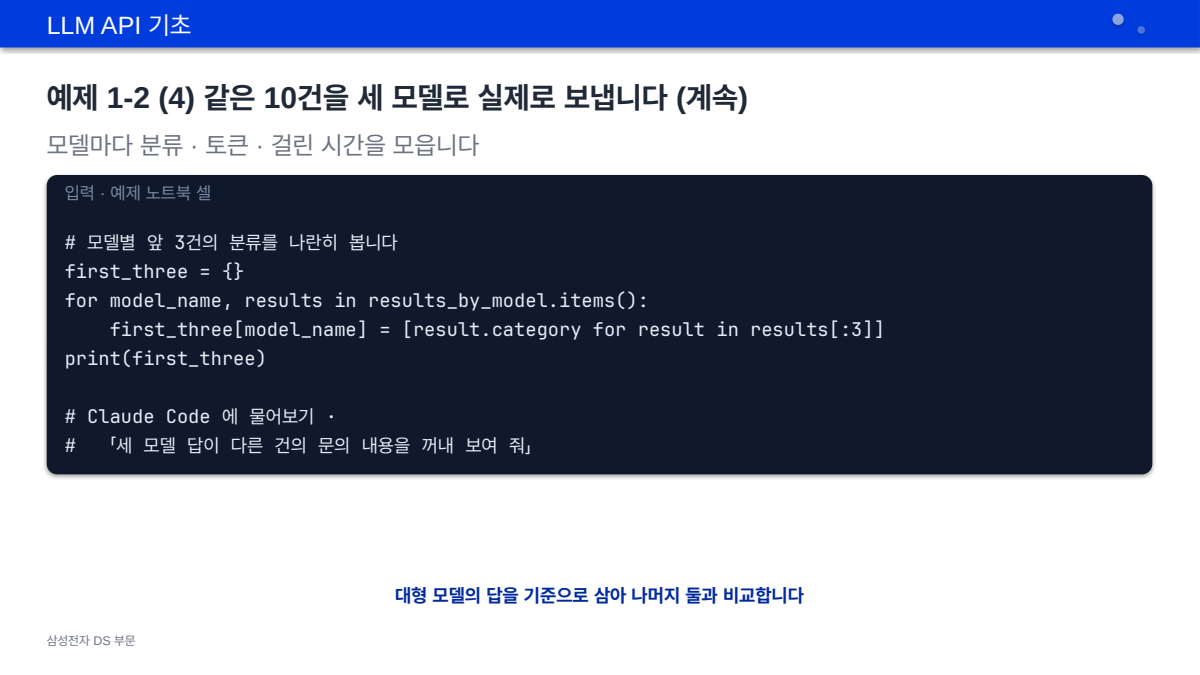 LLM API 기초
예제 1-2 (4) 같은 10건을 세 모델로 실제로 보냅니다 (계속)
모델마다 분류 · 토큰 · 걸린 시간을 모읍니다
입력 · 예제 노트북 셀
# 모델별 앞 3건의 분류를 나란히 봅니다
first_three = {}
for model_name, results in results_by_model.items():
    first_three[model_name] = [result.category for result in results[:3]]
print(first_three)
# Claude Code 에 물어보기 ·
#   「세 모델 답이 다른 건의 문의 내용을 꺼내 보여 줘」
대형 모델의 답을 기준으로 삼아 나머지 둘과 비교합니다
삼성전자 DS 부문